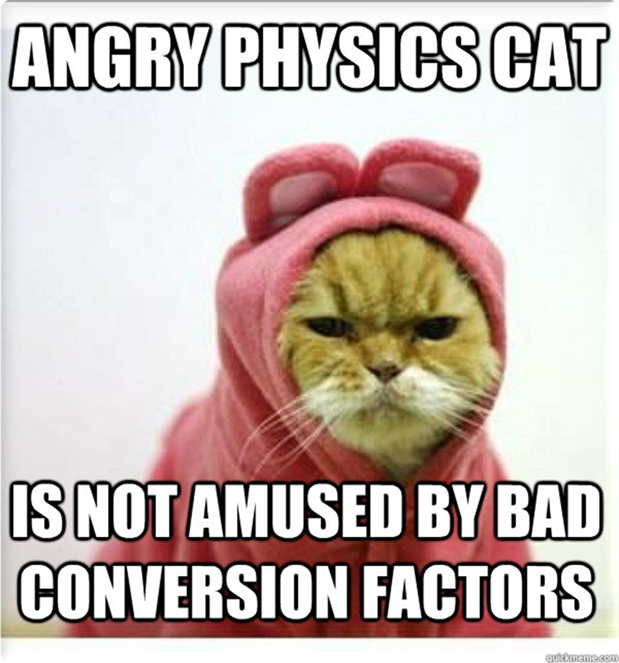 ANGRY PHYSICS CAT
IS NOT AMUSED BY BAD
CONVERSION FACTORS
quickmeme.com